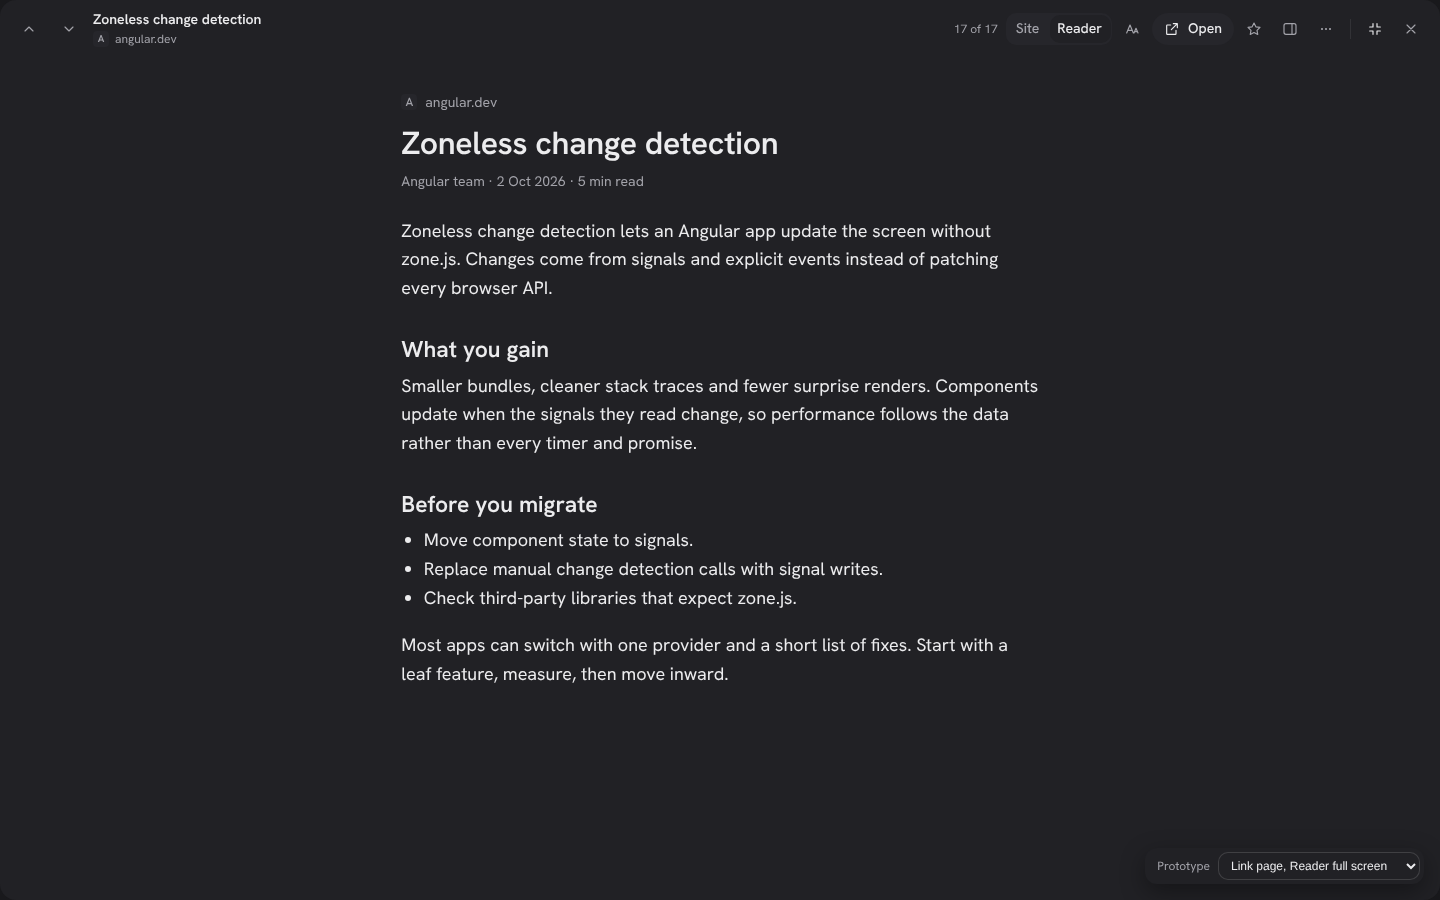 Zoneless change detection
A angular.dev
17 of 17
Site
Reader
AA
Open
A angular.dev
Zoneless change detection
Angular team · 2 Oct 2026 · 5 min read
Zoneless change detection lets an Angular app update the screen without
zone.js. Changes come from signals and explicit events instead of patching
every browser API.
What you gain
Smaller bundles, cleaner stack traces and fewer surprise renders. Components
update when the signals they read change, so performance follows the data
rather than every timer and promise.
Before you migrate
• Move component state to signals.
• Replace manual change detection calls with signal writes.
• Check third-party libraries that expect zone.js.
Most apps can switch with one provider and a short list of fixes. Start with a
leaf feature, measure, then move inward.
Prototype
Link page, Reader full screen